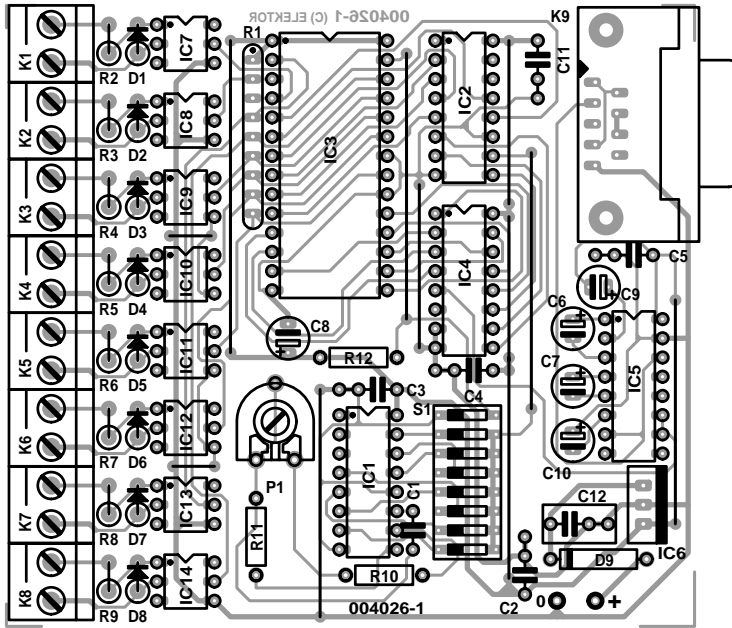 004026-1 (C) ELEKTOR
K1
R2 D1
IC7
K2
R3 D2
IC8
K3
R4 D3
IC9
K4
R5 D4
IC10
K5
R6 D5
IC11
K6
R7 D6
IC12
K7
R8 D7
IC13
K8
R9 D8
IC14
R1
IC3
IC2
C11
K9
IC4
C5
C9
C6
C7
C10
IC5
C8
R12
C3
C4
S1
P1
IC1
C1
R11
R10
C12
D9
IC6
C2
0 +
004026-1